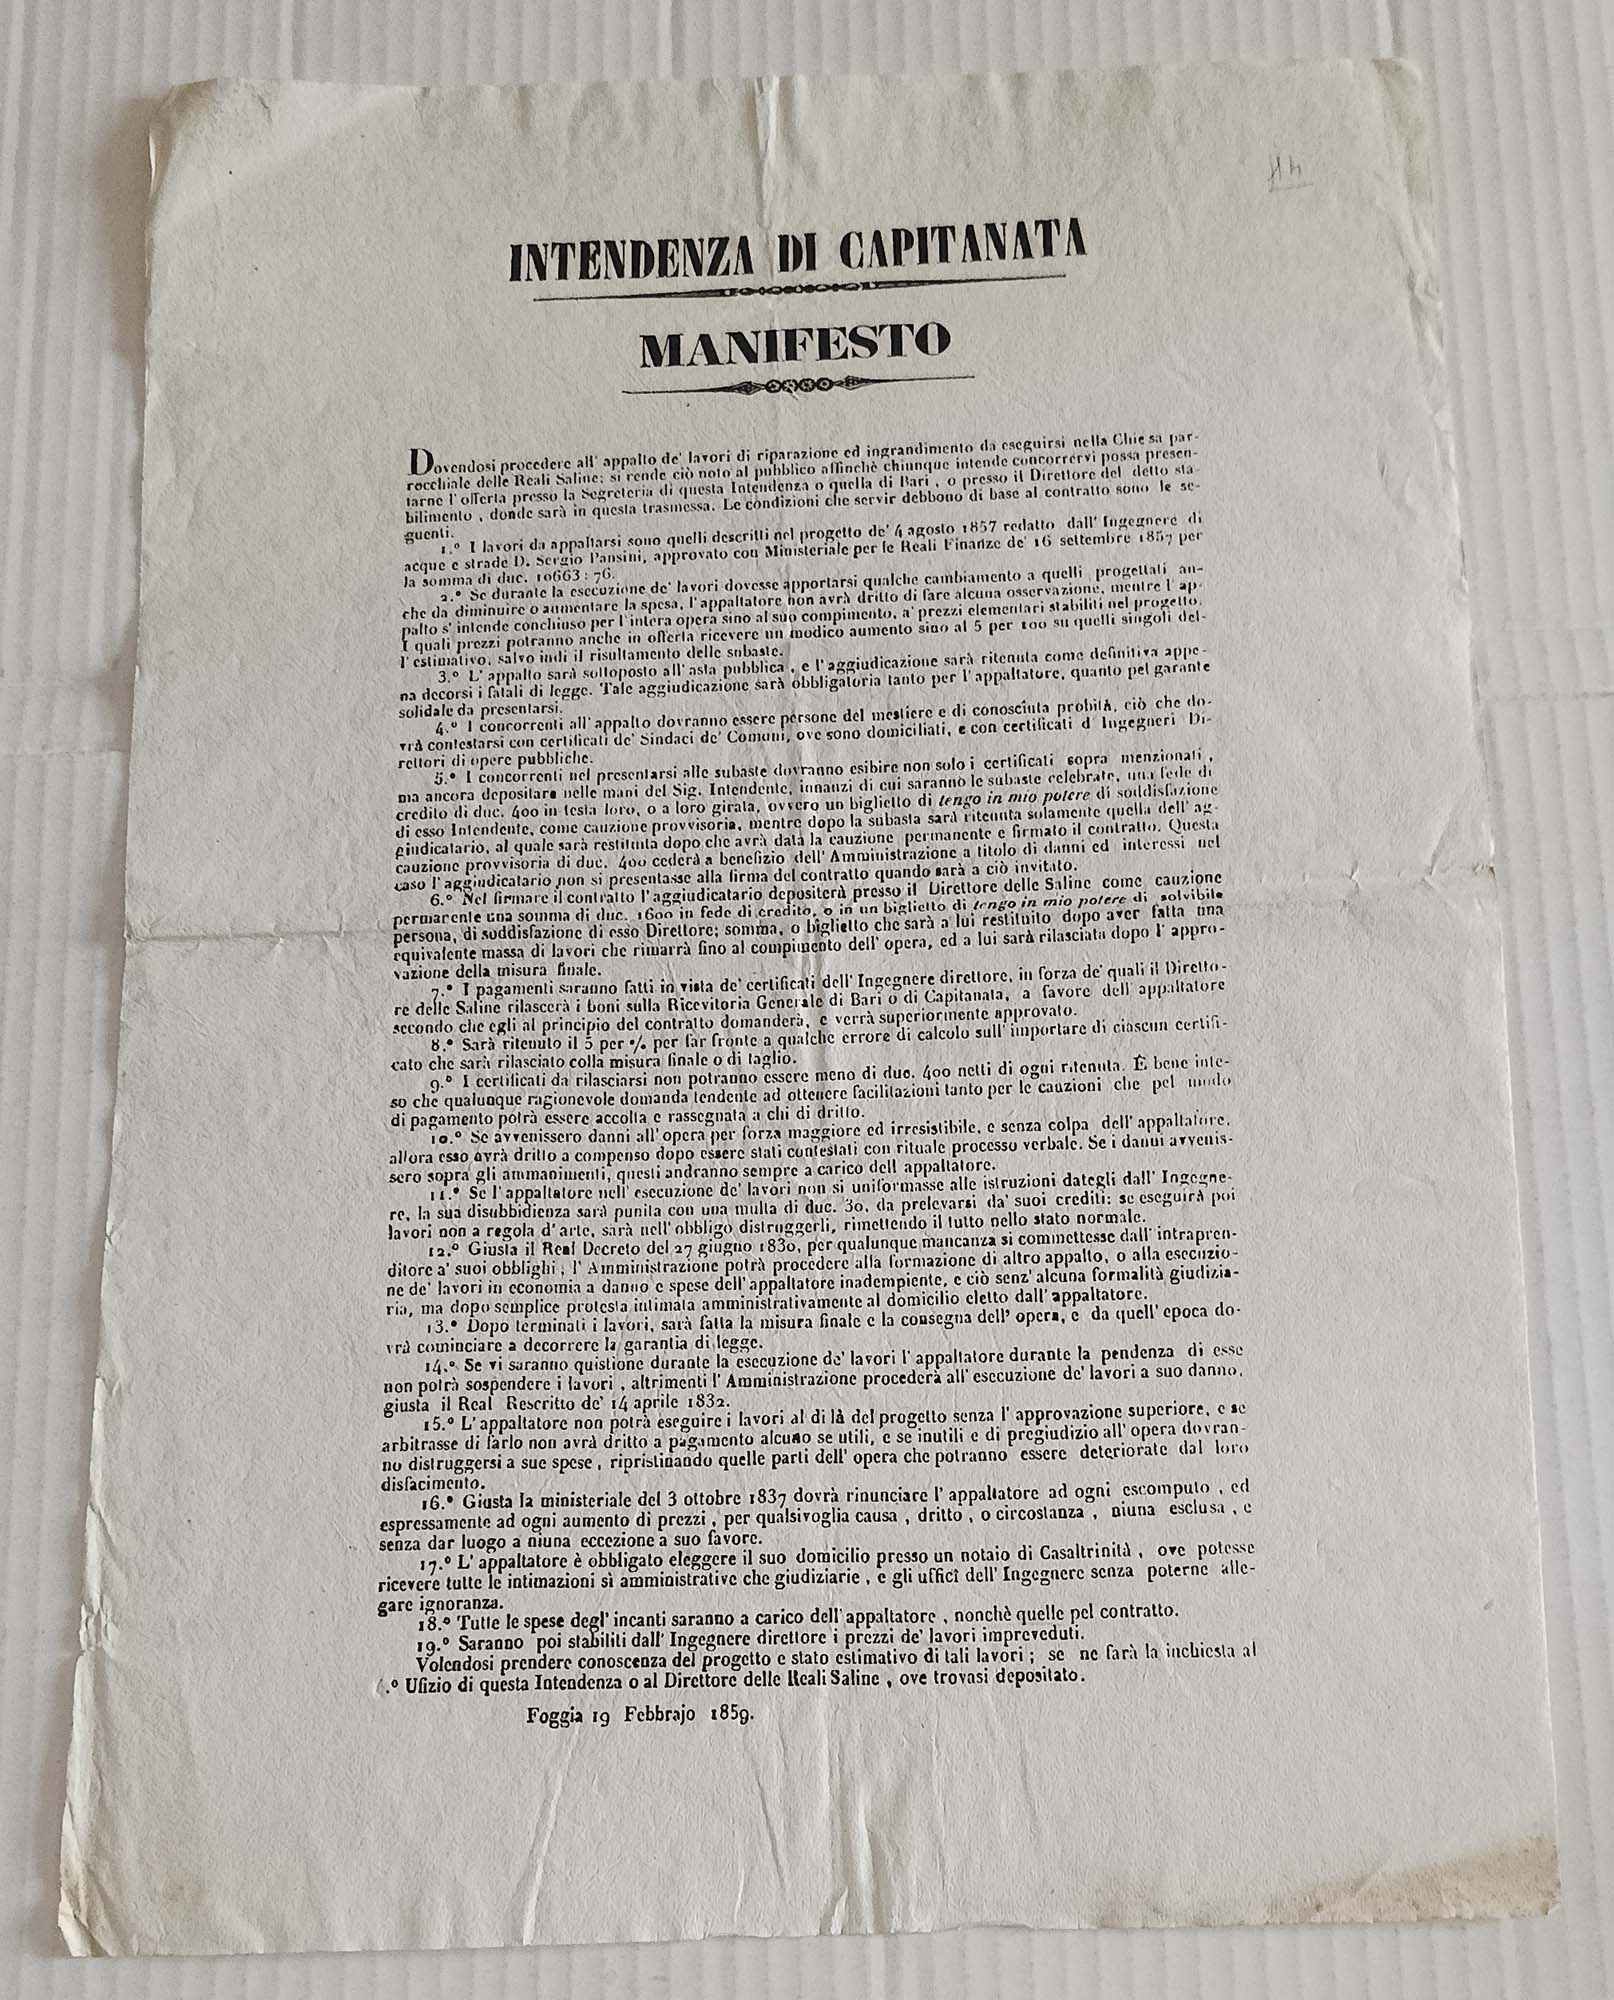 INTENDENZA DI CAPITANATA
MANIFESTO
Dovendosi procedere all' appalto de' lavori di riparazione ed ingrandimento da eseguirsi nella Chie sa par-
rocchiale delle Reali Saline; si rende ciò noto al pubblico affinchè chiunque intende concorrervi possa presen-
tarne l'offerta presso la Segreteria di questa Intendenza o quella di Bari, o presso il Direttore del detto sta-
bilimento, donde sarà in questa trasmessa. Le condizioni che servir debbono di base al contratto sono le se-
guenti.
1.º I lavori da appaltarsi sono quelli descritti nel progetto de' 4 agosto 1857 redatto dall' Ingegnere di
acque e strade D. Sergio Pansini, approvato con Ministeriale per le Reali Finanze de' 16 settembre 1857 per
la somma di duc. 10663: 76.
2.º Se durante la esecuzione de' lavori dovesse apportarsi qualche cambiamento a quelli progettati an-
che da diminuire o aumentare la spesa, l'appaltatore non avrà dritto di fare alcuna osservazione, mentre l'ap-
palto s' intende conchiuso per l'intera opera sino al suo compimento, a' prezzi elementari stabiliti nel progetto.
I quali prezzi potranno anche in offerta ricevere un modico aumento sino al 5 per 100 su quelli singoli del-
l'estimativo, salvo indi il risultamento delle subaste.
3.º L' appalto sarà sottoposto all' asta pubblica, e l'aggiudicazione sarà ritenuta come definitiva appe-
na decorsi i fatali di legge. Tale aggiudicazione sarà obbligatoria tanto per l'appaltatore, quanto pel garante
solidale da presentarsi.
4.º I concorrenti all' appalto dovranno essere persone del mestiere e di conosciuta probità, ciò che do-
vrà contestarsi con certificati de' Sindaci de' Comuni, ove sono domiciliati, e con certificati d' Ingegneri Di-
rettori di opere pubbliche.
5.º I concorrenti nel presentarsi alle subaste dovranno esibire non solo i certificati sopra menzionati,
ma ancora depositare nelle mani del Sig. Intendente, innanzi di cui saranno le subaste celebrate, una fede di
credito di duc. 400 in testa loro, o a loro girata, ovvero un biglietto di tengo in mio potere di soddisfazione
di esso Intendente, come cauzione provvisoria, mentre dopo la subasta sarà ritenuta solamente quella dell' ag-
giudicatario, al quale sarà restituita dopo che avrà data la cauzione permanente e firmato il contratto. Questa
cauzione provvisoria di duc. 400 cederà a benefizio dell' Amministrazione a titolo di danni ed interessi nel
caso l'aggiudicatario non si presentasse alla firma del contratto quando sarà a ciò invitato.
6.º Nel firmare il contratto l'aggiudicatario depositerà presso il Direttore delle Saline come cauzione
permanente una somma di duc. 1600 in fede di credito, o in un biglietto di tengo in mio potere di solvibile
persona, di soddisfazione di esso Direttore; somma, o biglietto che sarà a lui restituito dopo aver fatta una
equivalente massa di lavori che rimarrà fino al compimento dell' opera, ed a lui sarà rilasciata dopo l' appro-
vazione della misura finale.
7.º I pagamenti saranno fatti in vista de' certificati dell' Ingegnere direttore, in forza de' quali il Diretto-
re delle Saline rilascerà i boni sulla Ricevitoria Generale di Bari o di Capitanata, a favore dell' appaltatore
secondo che egli al principio del contratto domanderà, e verrà superiormente approvato.
8.º Sarà ritenuto il 5 per % per far fronte a qualche errore di calcolo sull' importare di ciascun certifi-
cato che sarà rilasciato colla misura finale o di taglio.
9.º I certificati da rilasciarsi non potranno essere meno di duc. 400 netti di ogni ritenuta. È bene inte-
so che qualunque ragionevole domanda tendente ad ottenere facilitazioni tanto per le cauzioni che pel modo
di pagamento potrà essere accolta e rassegnata a chi di dritto.
10.º Se avvenissero danni all' opera per forza maggiore ed irresistibile, e senza colpa dell' appaltatore,
allora esso avrà dritto a compenso dopo essere stati contestati con rituale processo verbale. Se i danni avvenis-
sero sopra gli ammanimenti, questi andranno sempre a carico dell appaltatore.
11.º Se l'appaltatore nell' esecuzione de' lavori non si uniformasse alle istruzioni dategli dall' Ingegne-
re, la sua disubbidienza sarà punita con una multa di duc. 30, da prelevarsi da' suoi crediti: se eseguirà poi
lavori non a regola d' arte, sarà nell' obbligo distruggerli, rimettendo il tutto nello stato normale.
12.º Giusta il Real Decreto del 27 giugno 1830, per qualunque mancanza si commettesse dall' intrapren-
ditore a' suoi obblighi, l' Amministrazione potrà procedere alla formazione di altro appalto, o alla esecuzio-
ne de' lavori in economia a danno e spese dell' appaltatore inadempiente, e ciò senz' alcuna formalità giudizia-
ria, ma dopo semplice protesta intimata amministrativamente al domicilio eletto dall' appaltatore.
13.º Dopo terminati i lavori, sarà fatta la misura finale e la consegna dell' opera, e da quell' epoca do-
vrà cominciare a decorrere la garantia di legge.
14.º Se vi saranno quistione durante la esecuzione de' lavori l' appaltatore durante la pendenza di esse
non potrà sospendere i lavori, altrimenti l' Amministrazione procederà all' esecuzione de' lavori a suo danno,
giusta il Real Rescritto de' 14 aprile 1832.
15.º L' appaltatore non potrà eseguire i lavori al di là del progetto senza l' approvazione superiore, e se
arbitrasse di farlo non avrà dritto a pagamento alcuno se utili, e se inutili e di pregiudizio all' opera dovran-
no distruggersi a sue spese, ripristinando quelle parti dell' opera che potranno essere deteriorate dal loro
disfacimento.
16.º Giusta la ministeriale del 3 ottobre 1837 dovrà rinunciare l' appaltatore ad ogni escomputo, ed
espressamente ad ogni aumento di prezzi, per qualsivoglia causa, dritto, o circostanza, niuna esclusa, e
senza dar luogo a niuna eccezione a suo favore.
17.º L' appaltatore è obbligato eleggere il suo domicilio presso un notaio di Casaltrinità, ove potesse
ricevere tutte le intimazioni sì amministrative che giudiziarie, e gli ufficî dell' Ingegnere senza poterne alle-
gare ignoranza.
18.º Tutte le spese degl' incanti saranno a carico dell' appaltatore, nonchè quelle pel contratto.
19.º Saranno poi stabiliti dall' Ingegnere direttore i prezzi de' lavori impreveduti.
Volendosi prendere conoscenza del progetto e stato estimativo di tali lavori; se ne farà la inchiesta al
.º Ufizio di questa Intendenza o al Direttore delle Reali Saline, ove trovasi depositato.
Foggia 19 Febbrajo 1859.